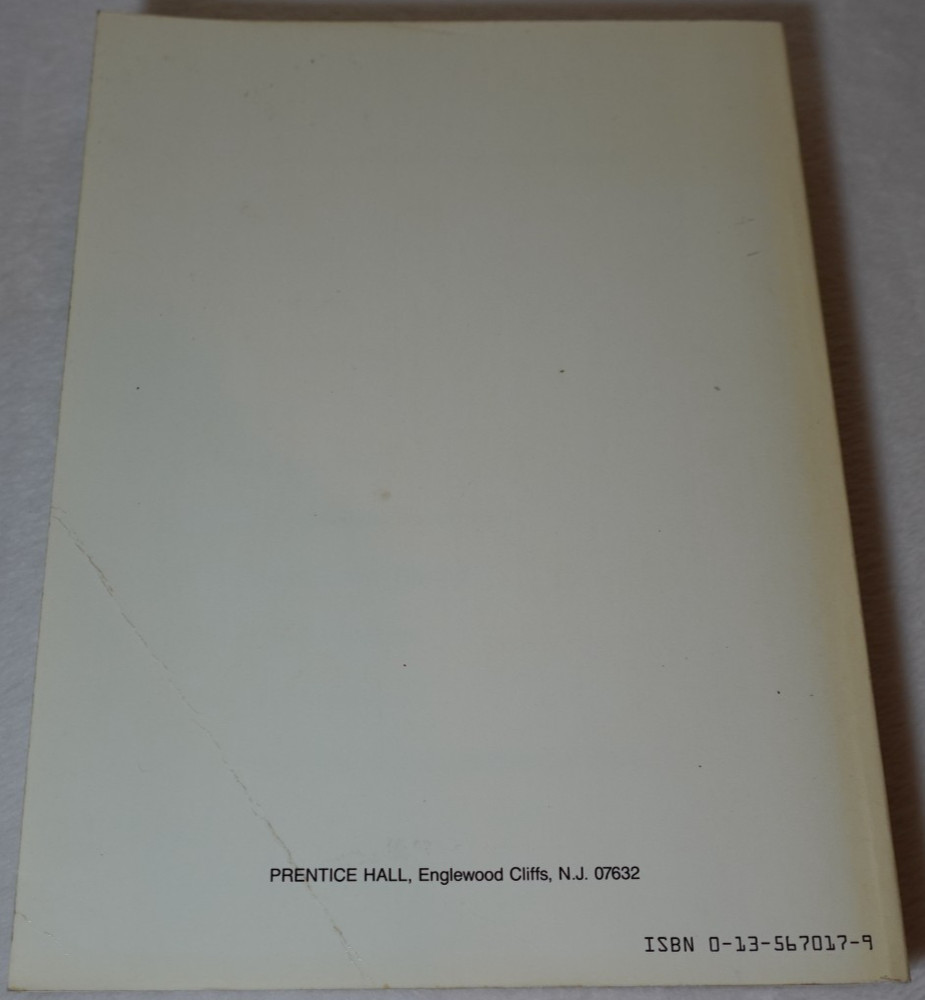 PRENTICE HALL, Englewood Cliffs, N.J. 07632
ISBN 0-13-567017-9